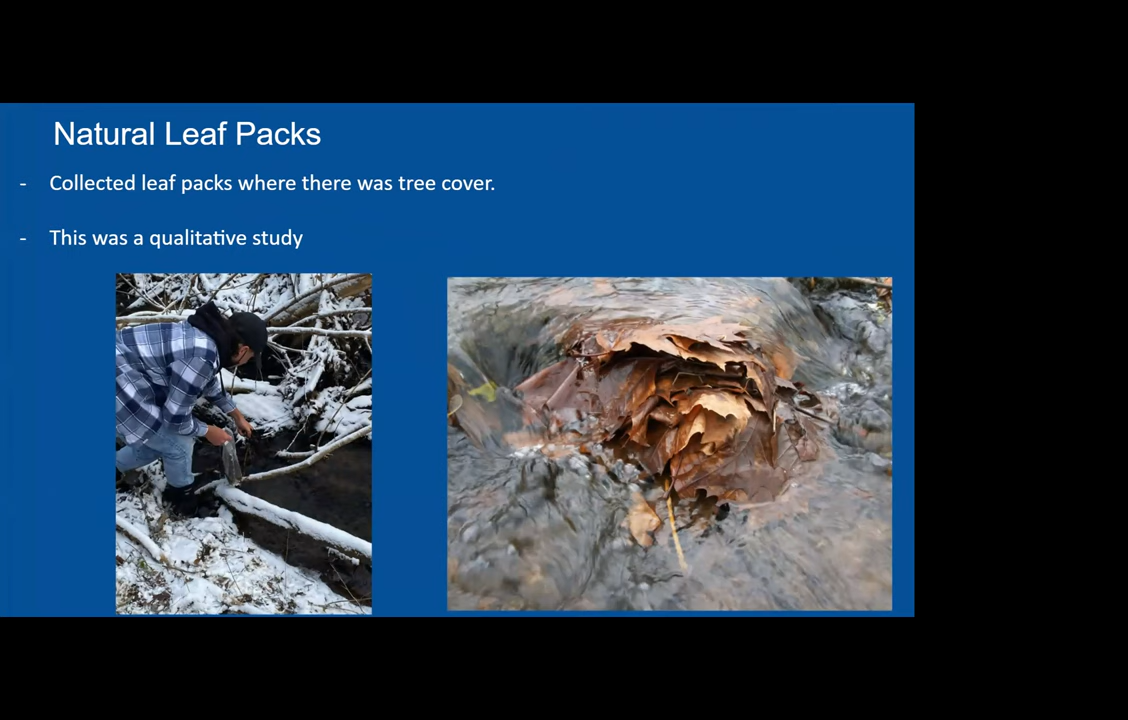 Natural Leaf Packs
- Collected leaf packs where there was tree cover.
- This was a qualitative study